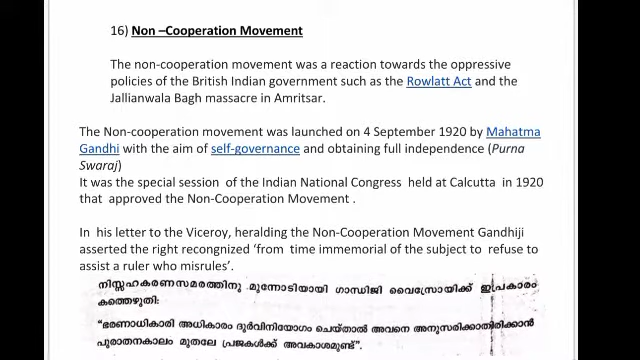 16) Non –Cooperation Movement
The non-cooperation movement was a reaction towards the oppressive
policies of the British Indian government such as the Rowlatt Act and the
Jallianwala Bagh massacre in Amritsar.
The Non-cooperation movement was launched on 4 September 1920 by Mahatma
Gandhi with the aim of self-governance and obtaining full independence (Purna
Swaraj)
It was the special session of the Indian National Congress held at Calcutta in 1920
that approved the Non-Cooperation Movement .
In his letter to the Viceroy, heralding the Non-Cooperation Movement Gandhiji
asserted the right recongnized ‘from time immemorial of the subject to refuse to
assist a ruler who misrules’.
നിസ്സഹകരണസമരത്തിനു മുന്നോടിയായി ഗാന്ധിജി വൈസ്രോയിക്ക് ഇപ്രകാരം
കത്തെഴുതി:
“ഭരണാധികാരി അധികാരം ദുർവിനിയോഗം ചെയ്താൽ അവനെ അനുസരിക്കാതിരിക്കാൻ
പുരാതനകാലം മുതലേ പ്രജകൾക്ക് അവകാശമുണ്ട്”.